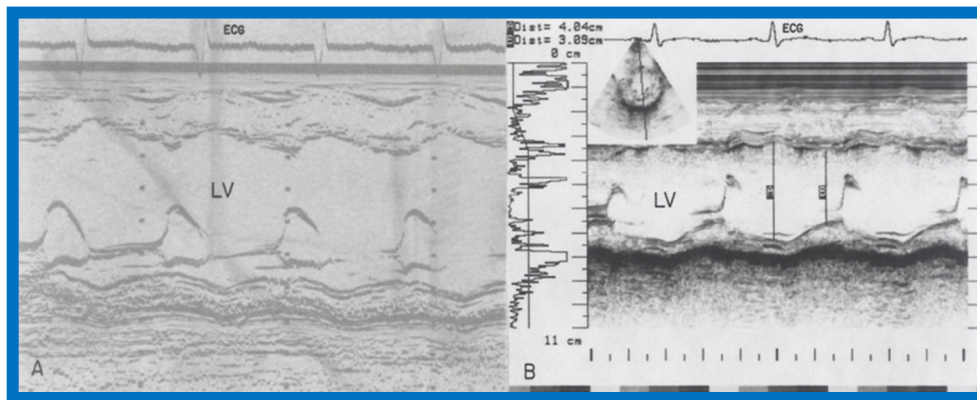 ECG
LV
A
Dist= 4.04cm
Dist= 3.09cm
0 cm
ECG
LV
11 cm
B